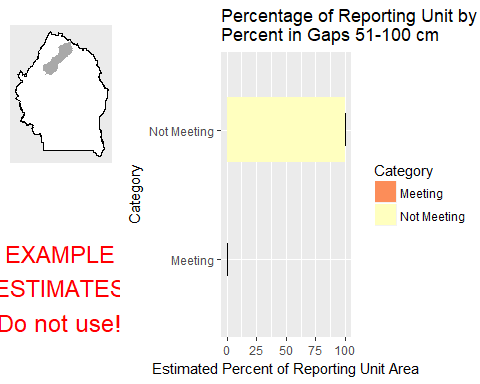 Percentage of Reporting Unit by
Percent in Gaps 51-100 cm
Not Meeting
Meeting
Category
0 25 50 75 100
Estimated Percent of Reporting Unit Area
Category
Meeting
Not Meeting
EXAMPLE
ESTIMATES
Do not use!